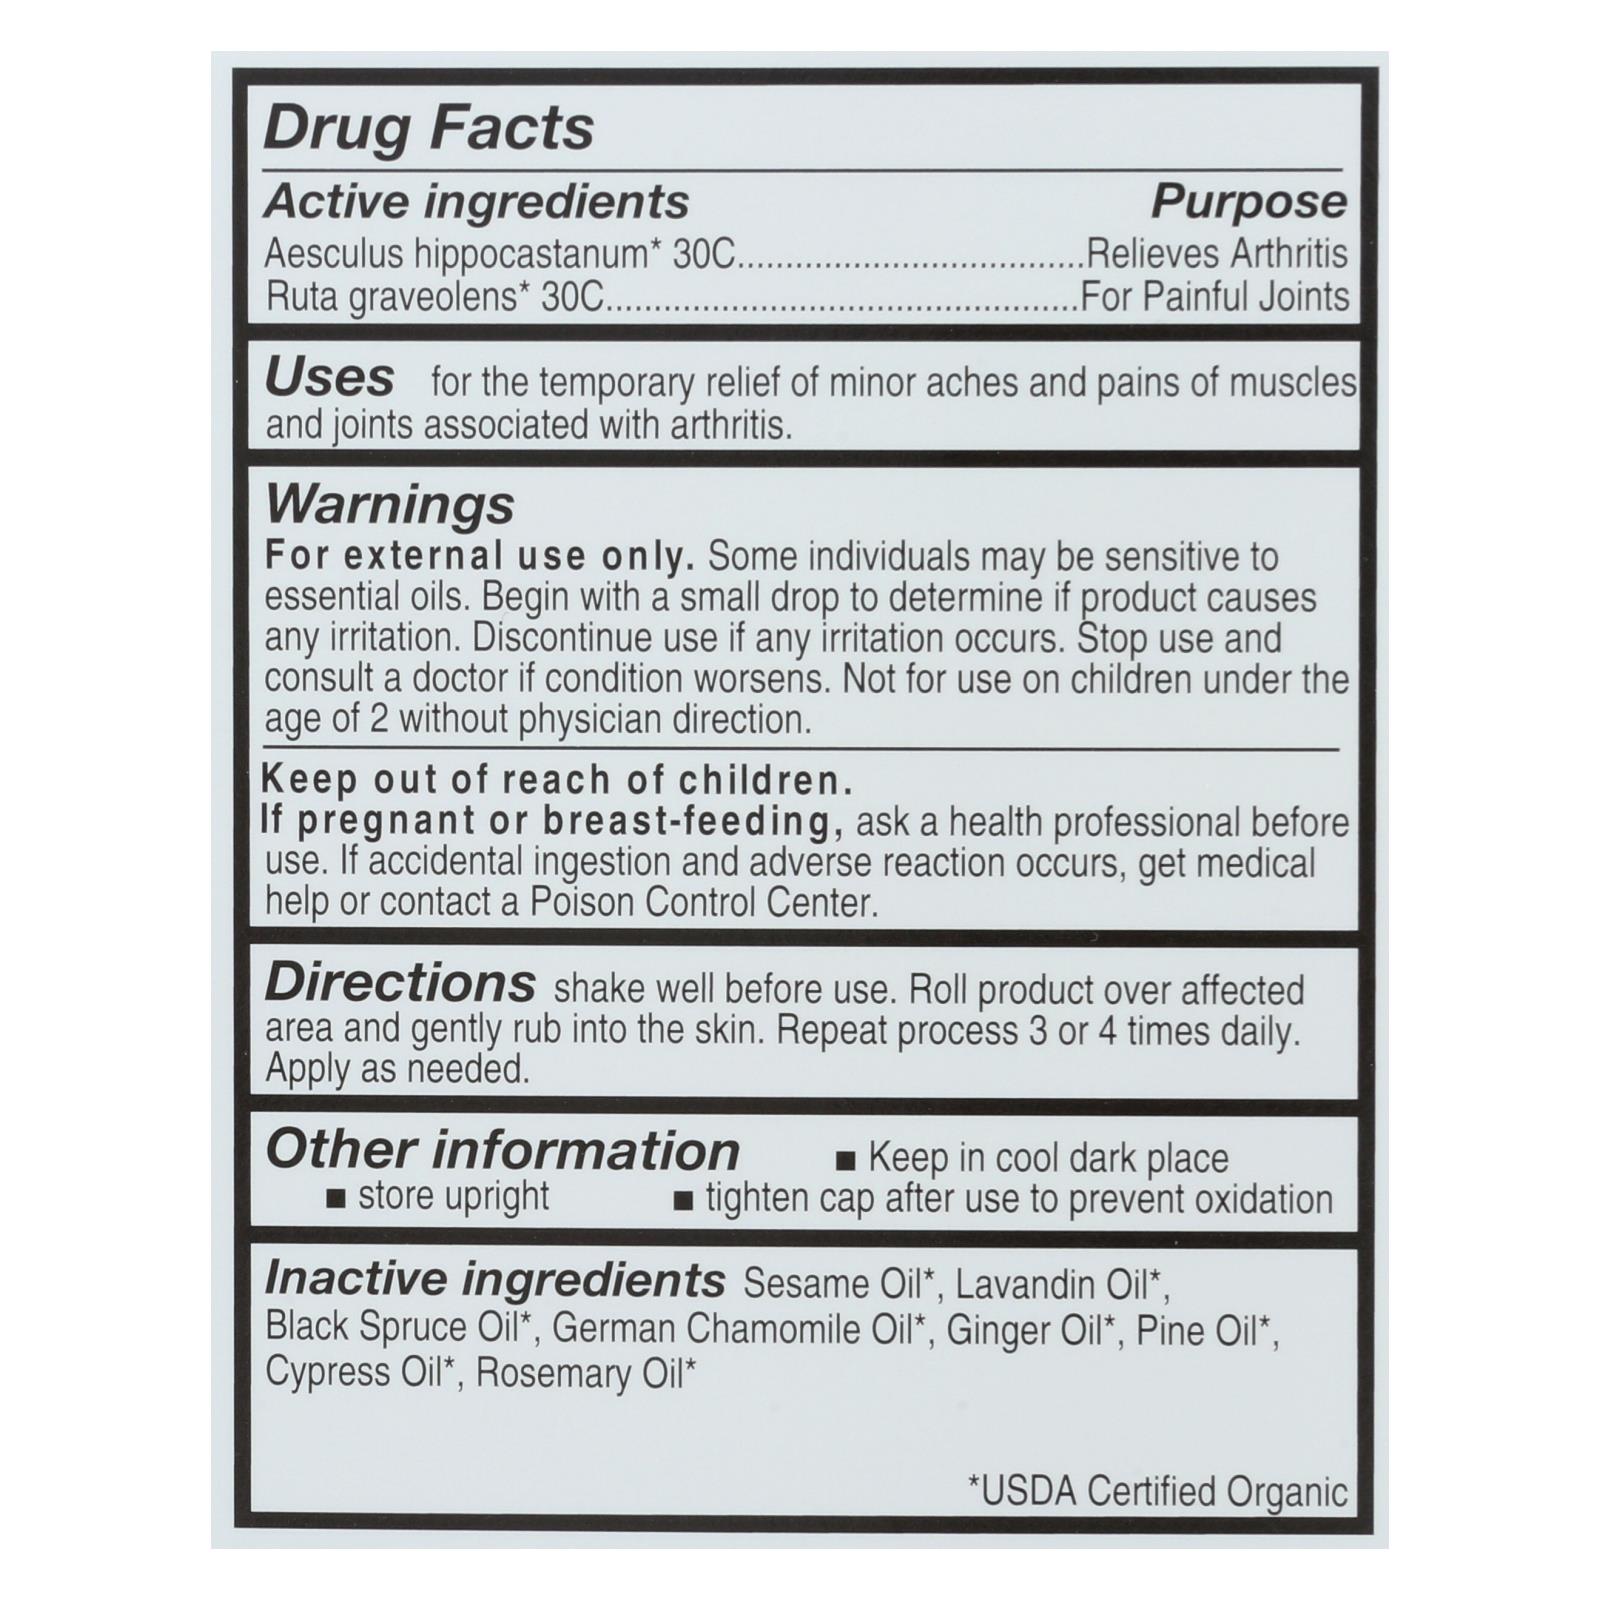 Drug Facts
Active ingredients Purpose
Aesculus hippocastanum* 30C....................................Relieves Arthritis
Ruta graveolens* 30C.................................................For Painful Joints
Uses for the temporary relief of minor aches and pains of muscles
and joints associated with arthritis.
Warnings
For external use only. Some individuals may be sensitive to
essential oils. Begin with a small drop to determine if product causes
any irritation. Discontinue use if any irritation occurs. Stop use and
consult a doctor if condition worsens. Not for use on children under the
age of 2 without physician direction.
Keep out of reach of children.
If pregnant or breast-feeding, ask a health professional before
use. If accidental ingestion and adverse reaction occurs, get medical
help or contact a Poison Control Center.
Directions shake well before use. Roll product over affected
area and gently rub into the skin. Repeat process 3 or 4 times daily.
Apply as needed.
Other information ■ Keep in cool dark place
■ store upright ■ tighten cap after use to prevent oxidation
Inactive ingredients Sesame Oil*, Lavandin Oil*,
Black Spruce Oil*, German Chamomile Oil*, Ginger Oil*, Pine Oil*,
Cypress Oil*, Rosemary Oil*
*USDA Certified Organic